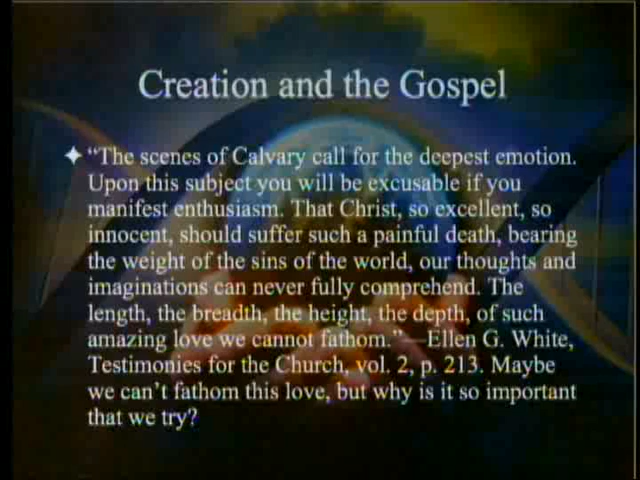 Creation and the Gospel
✦ “The scenes of Calvary call for the deepest emotion.
Upon this subject you will be excusable if you
manifest enthusiasm. That Christ, so excellent, so
innocent, should suffer such a painful death, bearing
the weight of the sins of the world, our thoughts and
imaginations can never fully comprehend. The
length, the breadth, the height, the depth, of such
amazing love we cannot fathom.”—Ellen G. White,
Testimonies for the Church, vol. 2, p. 213. Maybe
we can’t fathom this love, but why is it so important
that we try?